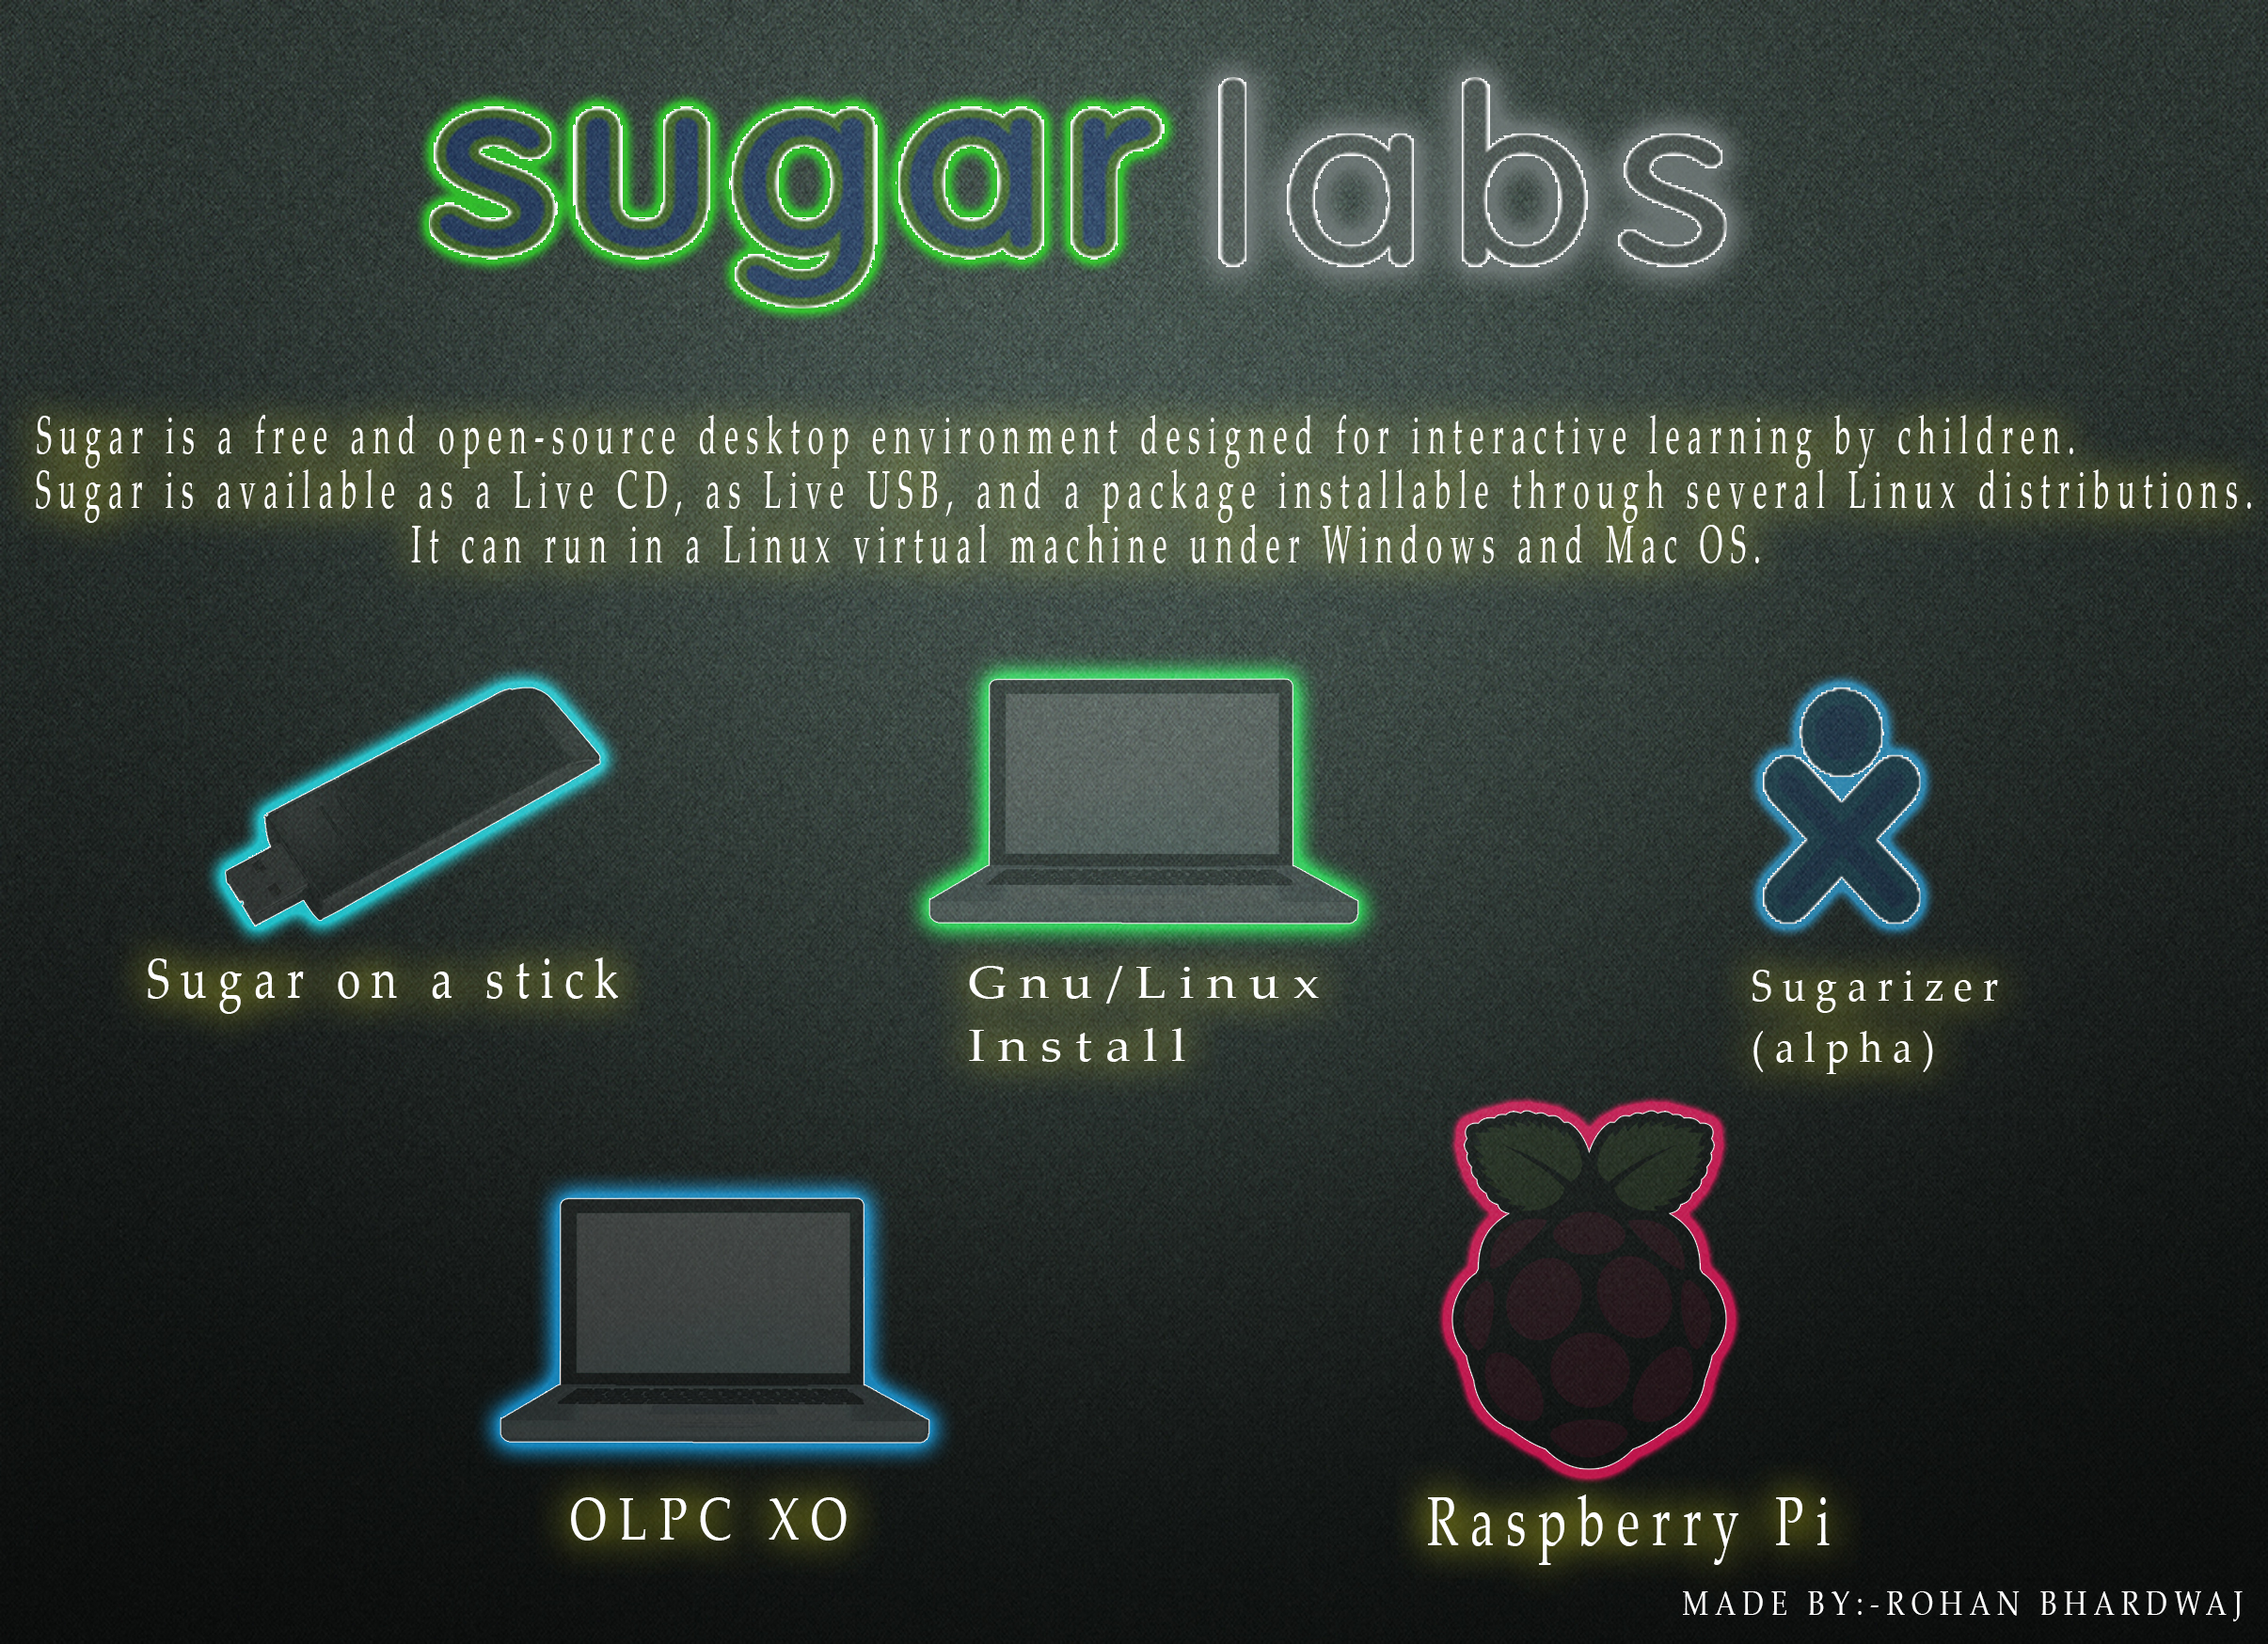 sugar labs
Sugar is a free and open-source desktop environment designed for interactive learning by children.
Sugar is available as a Live CD, as Live USB, and a package installable through several Linux distributions.
It can run in a Linux virtual machine under Windows and Mac OS.
Sugar on a stick
Gnu/Linux
Install
Sugarizer
(alpha)
OLPC XO
Raspberry Pi
MADE BY:-ROHAN BHARDWAJ